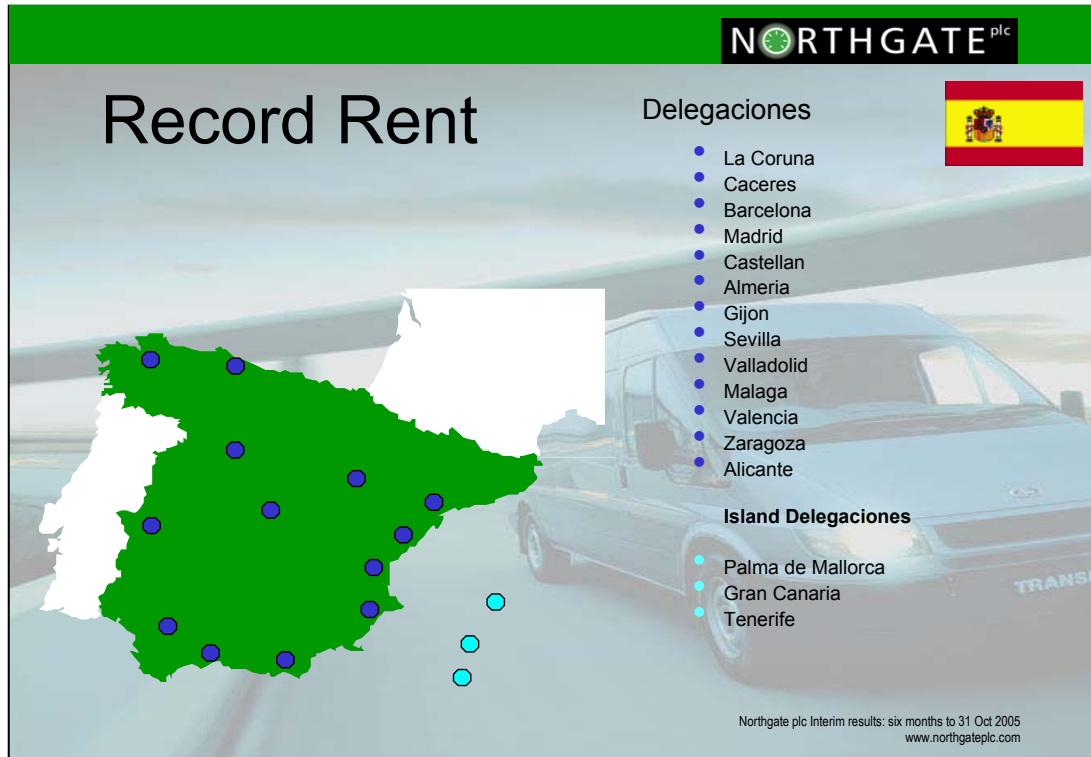 NORTHGATE plc
Record Rent
Delegaciones
La Coruna
Caceres
Barcelona
Madrid
Castellan
Almeria
Gijon
Sevilla
Valladolid
Malaga
Valencia
Zaragoza
Alicante
Island Delegaciones
Palma de Mallorca
Gran Canaria
Tenerife
TRANS
Northgate plc Interim results: six months to 31 Oct 2005
www.northgateplc.com